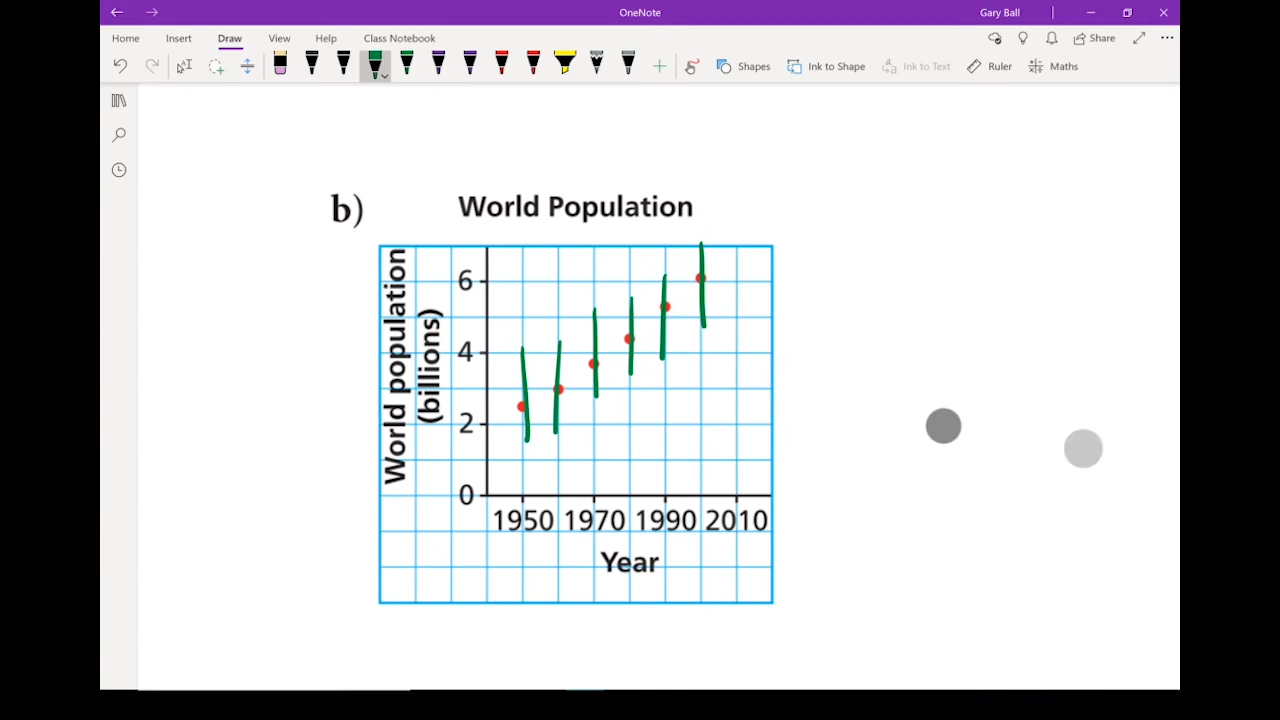 OneNote
Gary Ball
Home Insert Draw View Help Class Notebook
Share
Shapes Ink to Shape Ink to Text Ruler Maths
b) World Population
World population
(billions)
6
4
2
0
1950 1970 1990 2010
Year